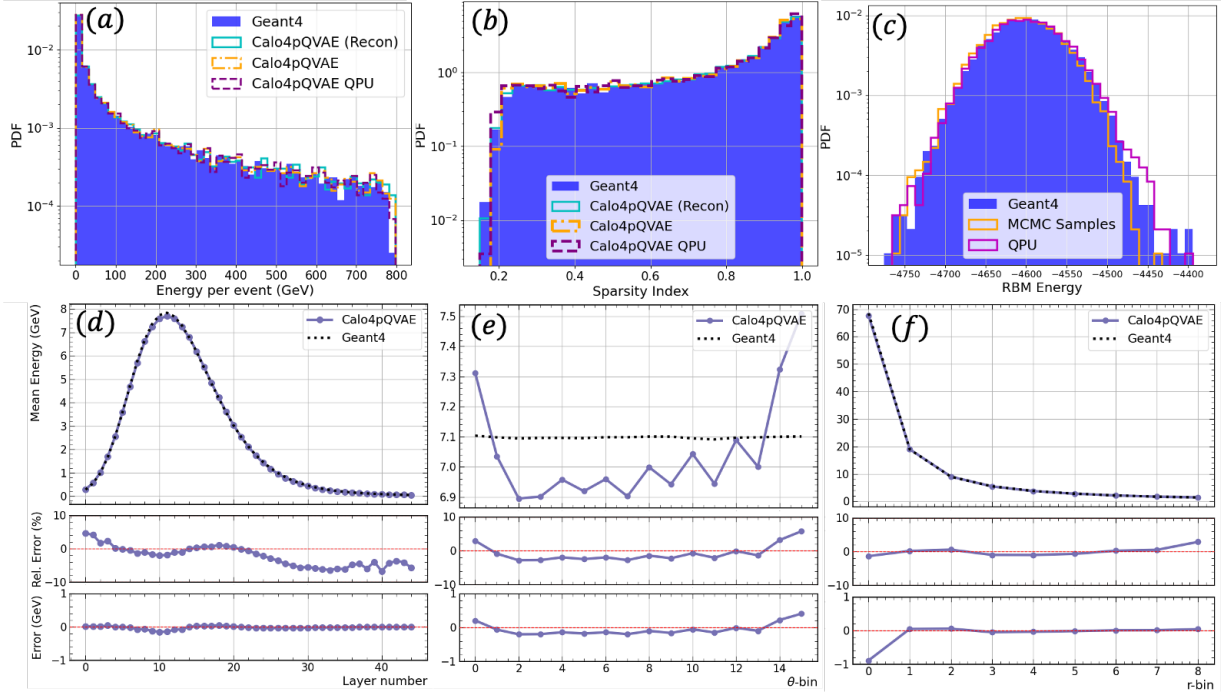 (a)
Geant4
Calo4pQVAE (Recon)
Calo4pQVAE
Calo4pQVAE QPU
PDF
10⁻²
10⁻³
10⁻⁴
0 100 200 300 400 500 600 700 800
Energy per event (GeV)
(b)
Geant4
Calo4pQVAE (Recon)
Calo4pQVAE
Calo4pQVAE QPU
PDF
10⁰
10⁻¹
10⁻²
0.2 0.4 0.6 0.8 1.0
Sparsity Index
(c)
Geant4
MCMC Samples
QPU
PDF
10⁻²
10⁻³
10⁻⁴
10⁻⁵
−4750 −4700 −4650 −4600 −4550 −4500 −4450 −4400
RBM Energy
(d)
Calo4pQVAE
Geant4
Mean Energy (GeV)
8
7
6
5
4
3
2
1
0
Rel. Error (%)
10
0
−10
Error (GeV)
1
0
−1
0 10 20 30 40
Layer number
(e)
Calo4pQVAE
Geant4
7.5
7.4
7.3
7.2
7.1
7.0
6.9
10
0
−10
1
0
−1
0 2 4 6 8 10 12 14 16
θ-bin
(f)
Calo4pQVAE
Geant4
70
60
50
40
30
20
10
0
10
0
−10
1
0
−1
0 1 2 3 4 5 6 7 8
r-bin